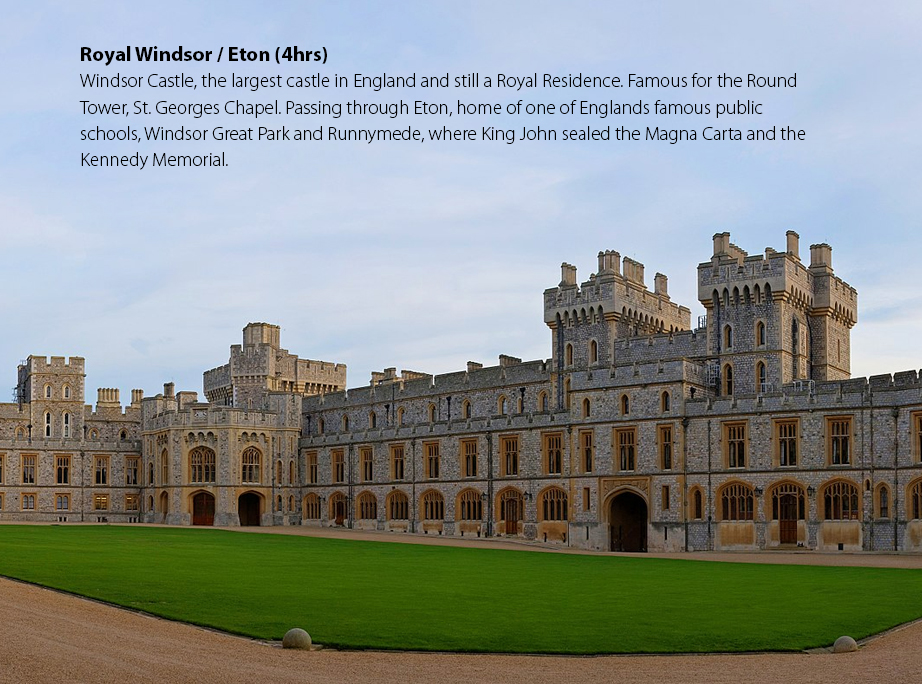 Royal Windsor / Eton (4hrs)
Windsor Castle, the largest castle in England and still a Royal Residence. Famous for the Round
Tower, St. Georges Chapel. Passing through Eton, home of one of Englands famous public
schools, Windsor Great Park and Runnymede, where King John sealed the Magna Carta and the
Kennedy Memorial.